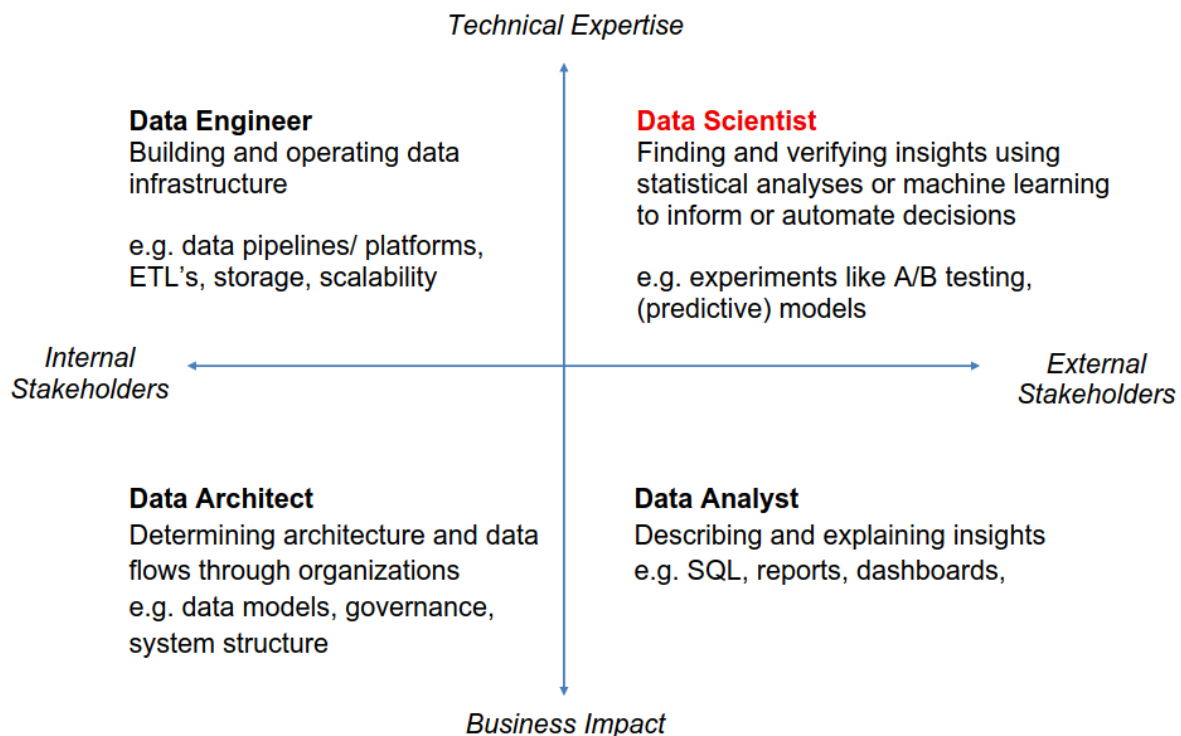 Technical Expertise
Data Engineer
Building and operating data
infrastructure
e.g. data pipelines/ platforms,
ETL's, storage, scalability
Data Scientist
Finding and verifying insights using
statistical analyses or machine learning
to inform or automate decisions
e.g. experiments like A/B testing,
(predictive) models
Internal
Stakeholders
External
Stakeholders
Data Architect
Determining architecture and data
flows through organizations
e.g. data models, governance,
system structure
Data Analyst
Describing and explaining insights
e.g. SQL, reports, dashboards,
Business Impact